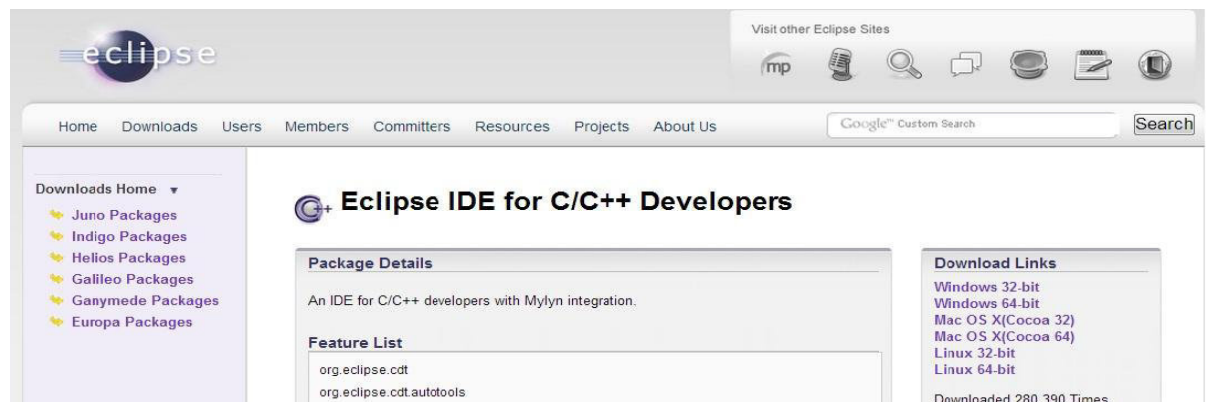 Visit other Eclipse Sites
eclipse
mp
Home Downloads Users Members Committers Resources Projects About Us
Google™ Custom Search
Search
Downloads Home
Juno Packages
Indigo Packages
Helios Packages
Galileo Packages
Ganymede Packages
Europa Packages
C++ Eclipse IDE for C/C++ Developers
Package Details
An IDE for C/C++ developers with Mylyn integration.
Feature List
org.eclipse.cdt
org.eclipse.cdt.autotools
Download Links
Windows 32-bit
Windows 64-bit
Mac OS X(Cocoa 32)
Mac OS X(Cocoa 64)
Linux 32-bit
Linux 64-bit
Downloaded 280,390 Times